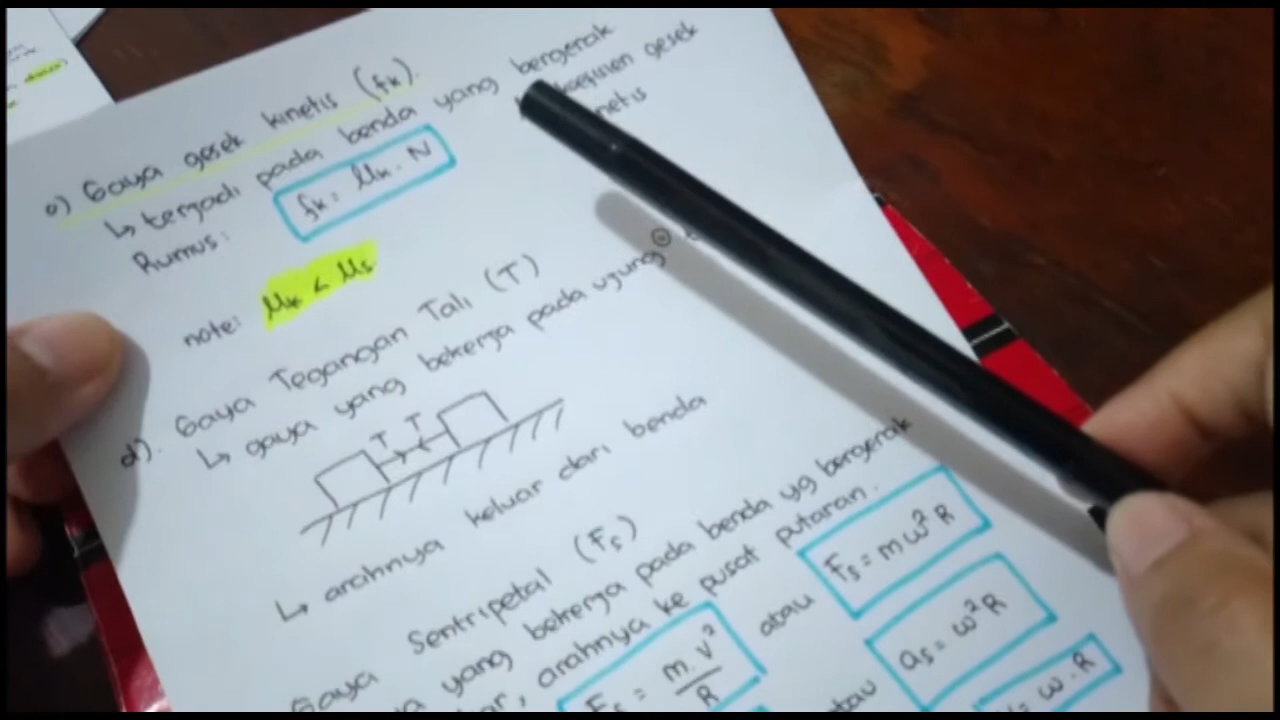 o) Gaya gesek kinetis (fk).
↳ terjadi pada benda yang bergerak
Rumus: fk = μk . N
koefisien gesek
note: μk < μs
d). Gaya Tegangan Tali (T)
↳ gaya yang bekerja pada ujung²
T T
↳ arahnya keluar dari benda
Gaya Sentripetal (Fs)
yang bekerja pada benda yg bergerak
, arahnya ke pusat putaran.
Fs = m.v²/R atau Fs = mω²R
atau as = ω²R
= ω.R